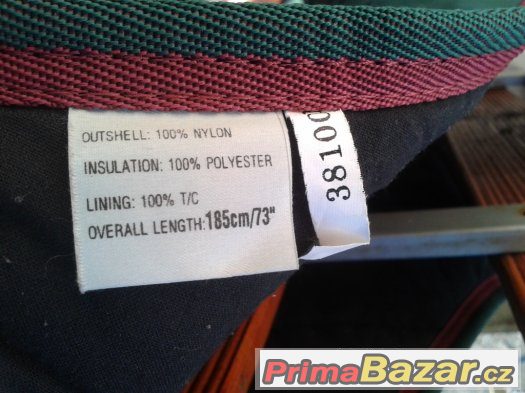 OUTSHELL: 100% NYLON
INSULATION: 100% POLYESTER
LINING: 100% T/C
OVERALL LENGTH:185cm/73"
38100
PrimaBazar.cz